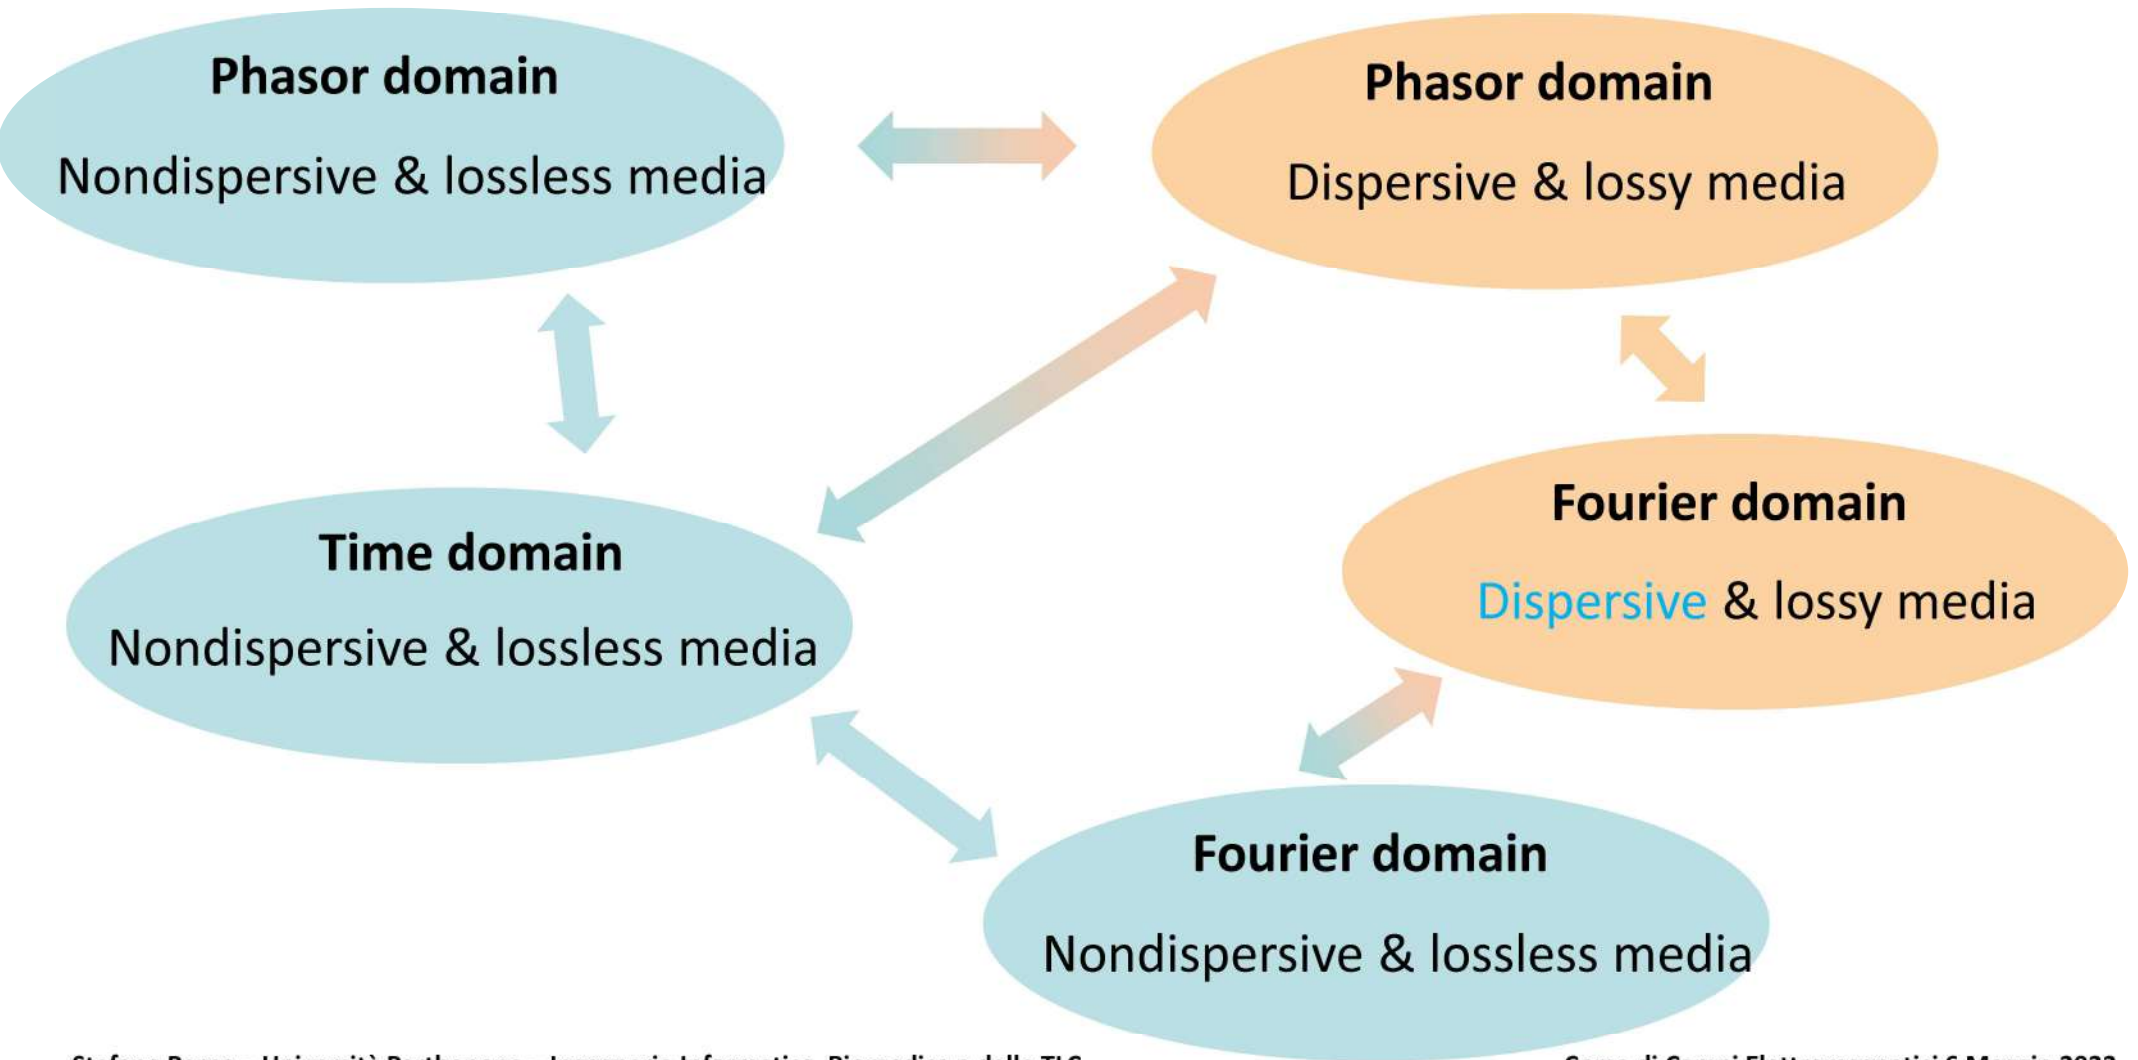 Phasor domain
Nondispersive & lossless media
Phasor domain
Dispersive & lossy media
Time domain
Nondispersive & lossless media
Fourier domain
Dispersive & lossy media
Fourier domain
Nondispersive & lossless media